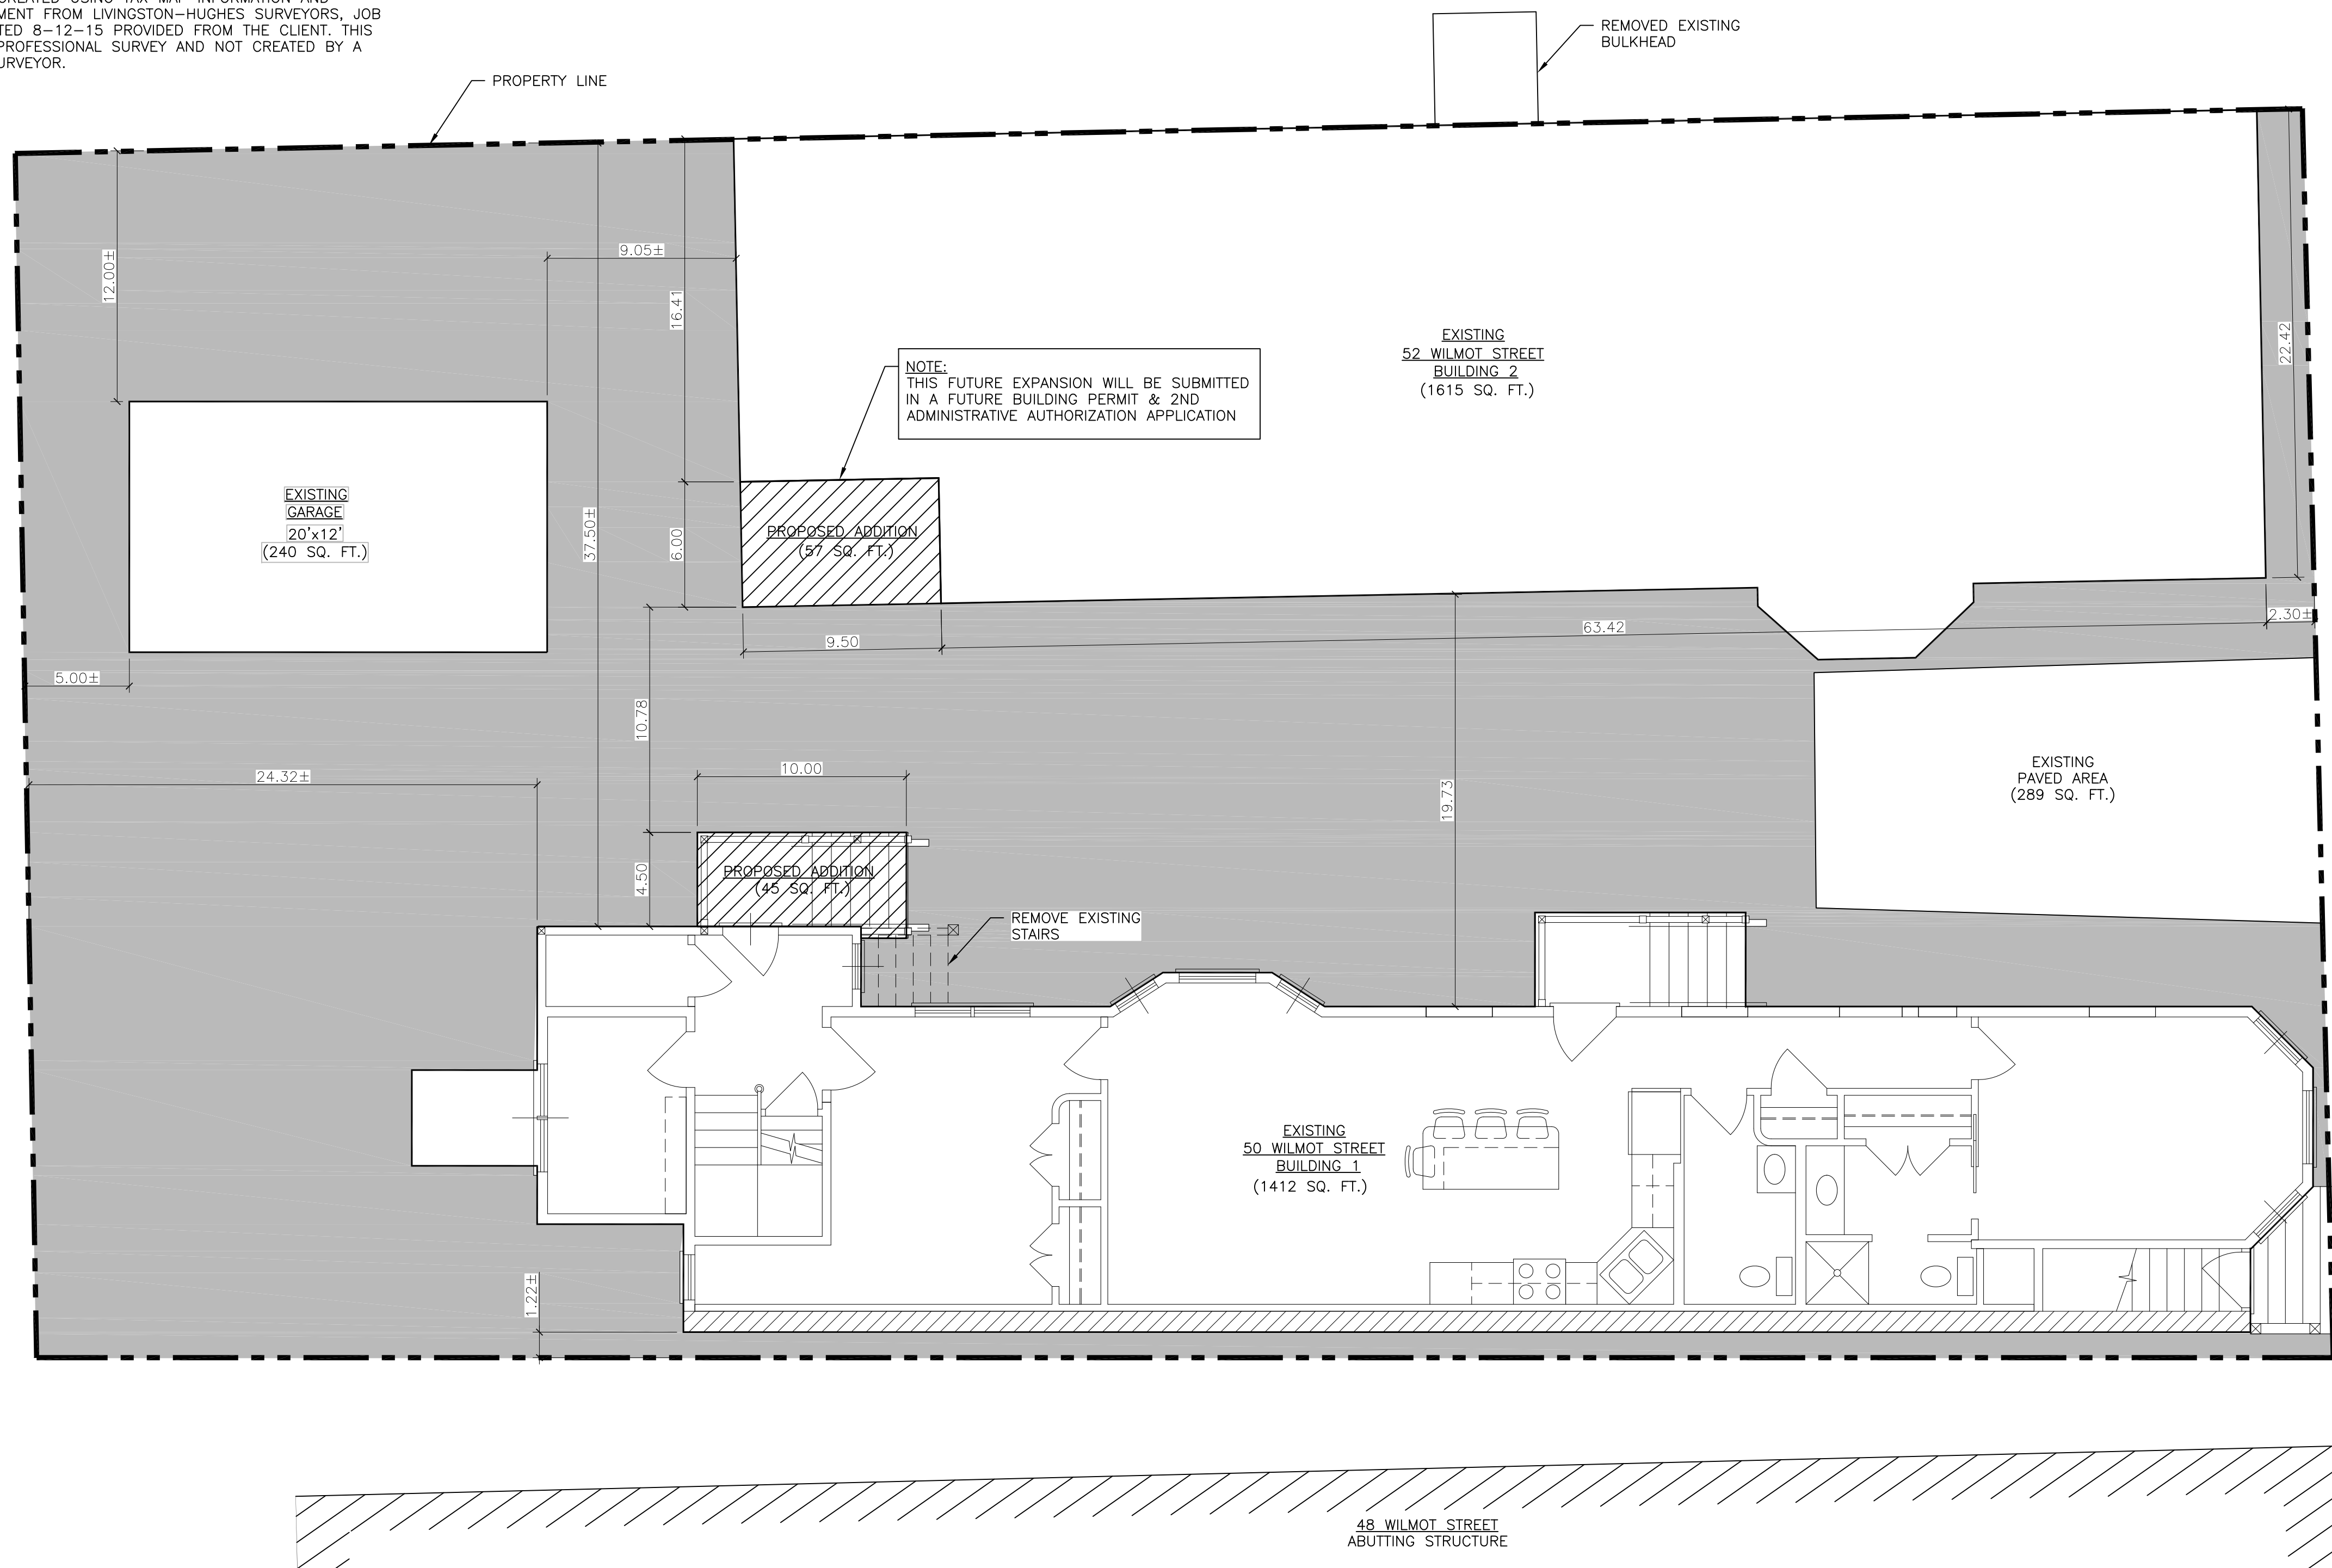 MENT FROM LIVINGSTON-HUGHES SURVEYORS, JOB
TED 8-12-15 PROVIDED FROM THE CLIENT. THIS
PROFESSIONAL SURVEY AND NOT CREATED BY A
URVEYOR.
PROPERTY LINE
REMOVED EXISTING
BULKHEAD
12.00±
9.05±
16.41
37.50±
6.00
NOTE:
THIS FUTURE EXPANSION WILL BE SUBMITTED
IN A FUTURE BUILDING PERMIT & 2ND
ADMINISTRATIVE AUTHORIZATION APPLICATION
EXISTING
52 WILMOT STREET
BUILDING 2
(1615 SQ. FT.)
22.42
EXISTING
GARAGE
20'x12'
(240 SQ. FT.)
PROPOSED ADDITION
(57 SQ. FT.)
9.50
63.42
2.30±
5.00±
10.78
24.32±
10.00
19.73
EXISTING
PAVED AREA
(289 SQ. FT.)
4.50
PROPOSED ADDITION
(45 SQ. FT.)
REMOVE EXISTING
STAIRS
EXISTING
50 WILMOT STREET
BUILDING 1
(1412 SQ. FT.)
1.22±
48 WILMOT STREET
ABUTTING STRUCTURE